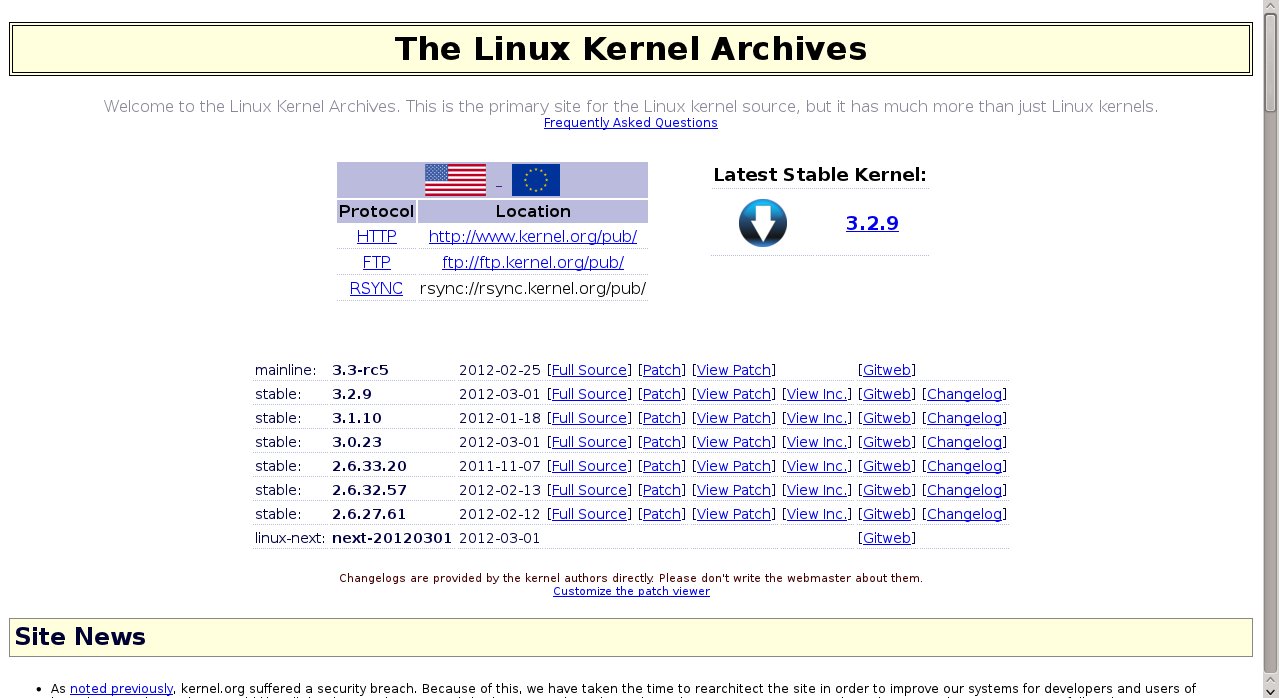 The Linux Kernel Archives
Welcome to the Linux Kernel Archives. This is the primary site for the Linux kernel source, but it has much more than just Linux kernels.
Frequently Asked Questions
Protocol Location
HTTP http://www.kernel.org/pub/
FTP ftp://ftp.kernel.org/pub/
RSYNC rsync://rsync.kernel.org/pub/
Latest Stable Kernel:
3.2.9
mainline: 3.3-rc5 2012-02-25 [Full Source] [Patch] [View Patch] [Gitweb]
stable: 3.2.9 2012-03-01 [Full Source] [Patch] [View Patch] [View Inc.] [Gitweb] [Changelog]
stable: 3.1.10 2012-01-18 [Full Source] [Patch] [View Patch] [View Inc.] [Gitweb] [Changelog]
stable: 3.0.23 2012-03-01 [Full Source] [Patch] [View Patch] [View Inc.] [Gitweb] [Changelog]
stable: 2.6.33.20 2011-11-07 [Full Source] [Patch] [View Patch] [View Inc.] [Gitweb] [Changelog]
stable: 2.6.32.57 2012-02-13 [Full Source] [Patch] [View Patch] [View Inc.] [Gitweb] [Changelog]
stable: 2.6.27.61 2012-02-12 [Full Source] [Patch] [View Patch] [View Inc.] [Gitweb] [Changelog]
linux-next: next-20120301 2012-03-01 [Gitweb]
Changelogs are provided by the kernel authors directly. Please don't write the webmaster about them.
Customize the patch viewer
Site News
• As noted previously, kernel.org suffered a security breach. Because of this, we have taken the time to rearchitect the site in order to improve our systems for developers and users of